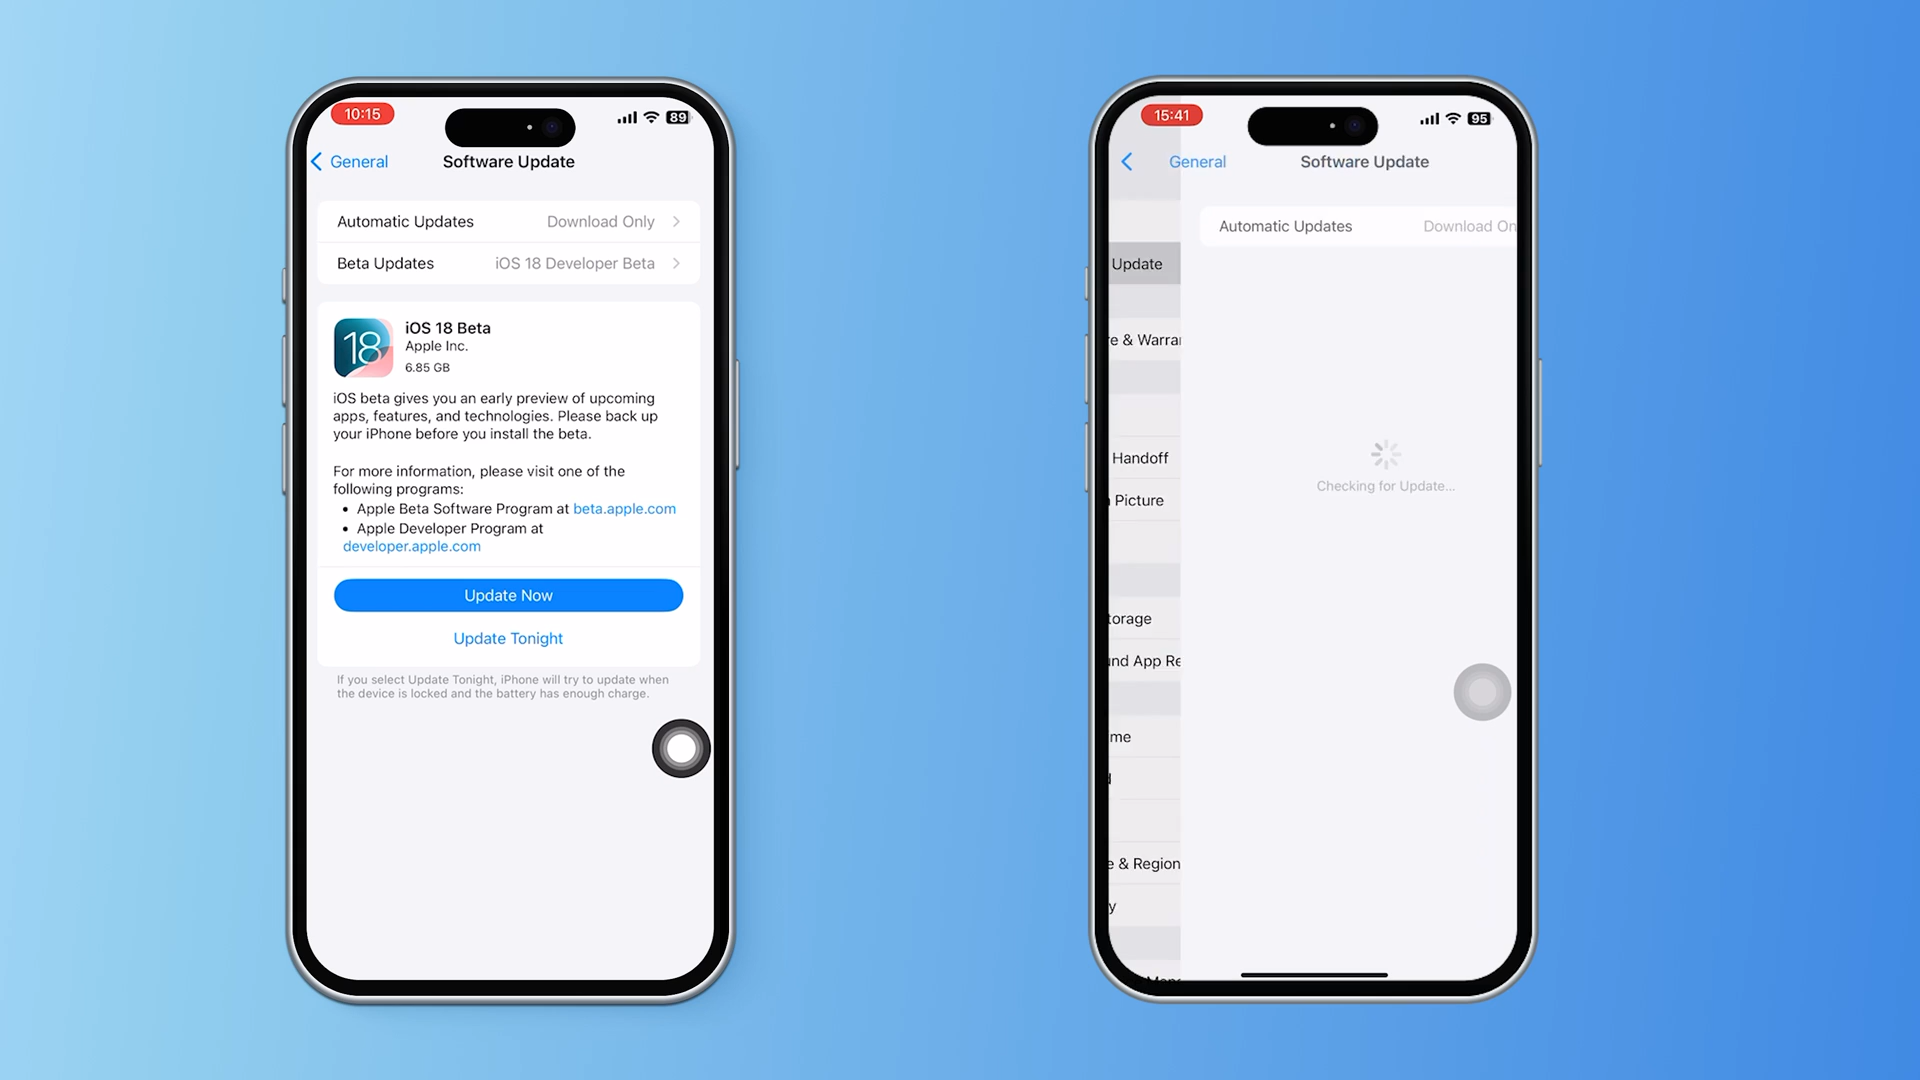 10:15
89
General
Software Update
Automatic Updates
Download Only
Beta Updates
iOS 18 Developer Beta
18
iOS 18 Beta
Apple Inc.
6.85 GB
iOS beta gives you an early preview of upcoming
apps, features, and technologies. Please back up
your iPhone before you install the beta.
For more information, please visit one of the
following programs:
• Apple Beta Software Program at beta.apple.com
• Apple Developer Program at
developer.apple.com
Update Now
Update Tonight
If you select Update Tonight, iPhone will try to update when
the device is locked and the battery has enough charge.
15:41
95
General
Software Update
Automatic Updates
Download On
Update
re & Warra
Handoff
Picture
Checking for Update...
torage
und App Re
me
e & Region
y